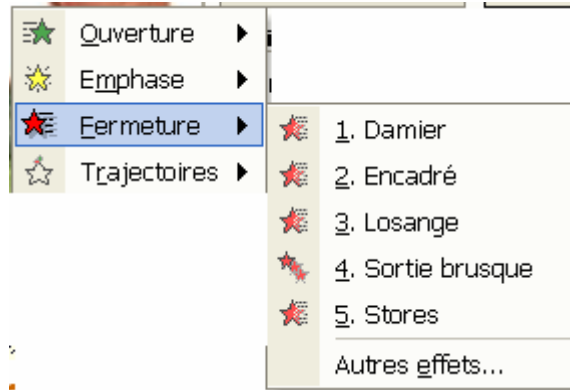 Ouverture
Emphase
Fermeture
Trajectoires
1. Damier
2. Encadré
3. Losange
4. Sortie brusque
5. Stores
Autres effets...